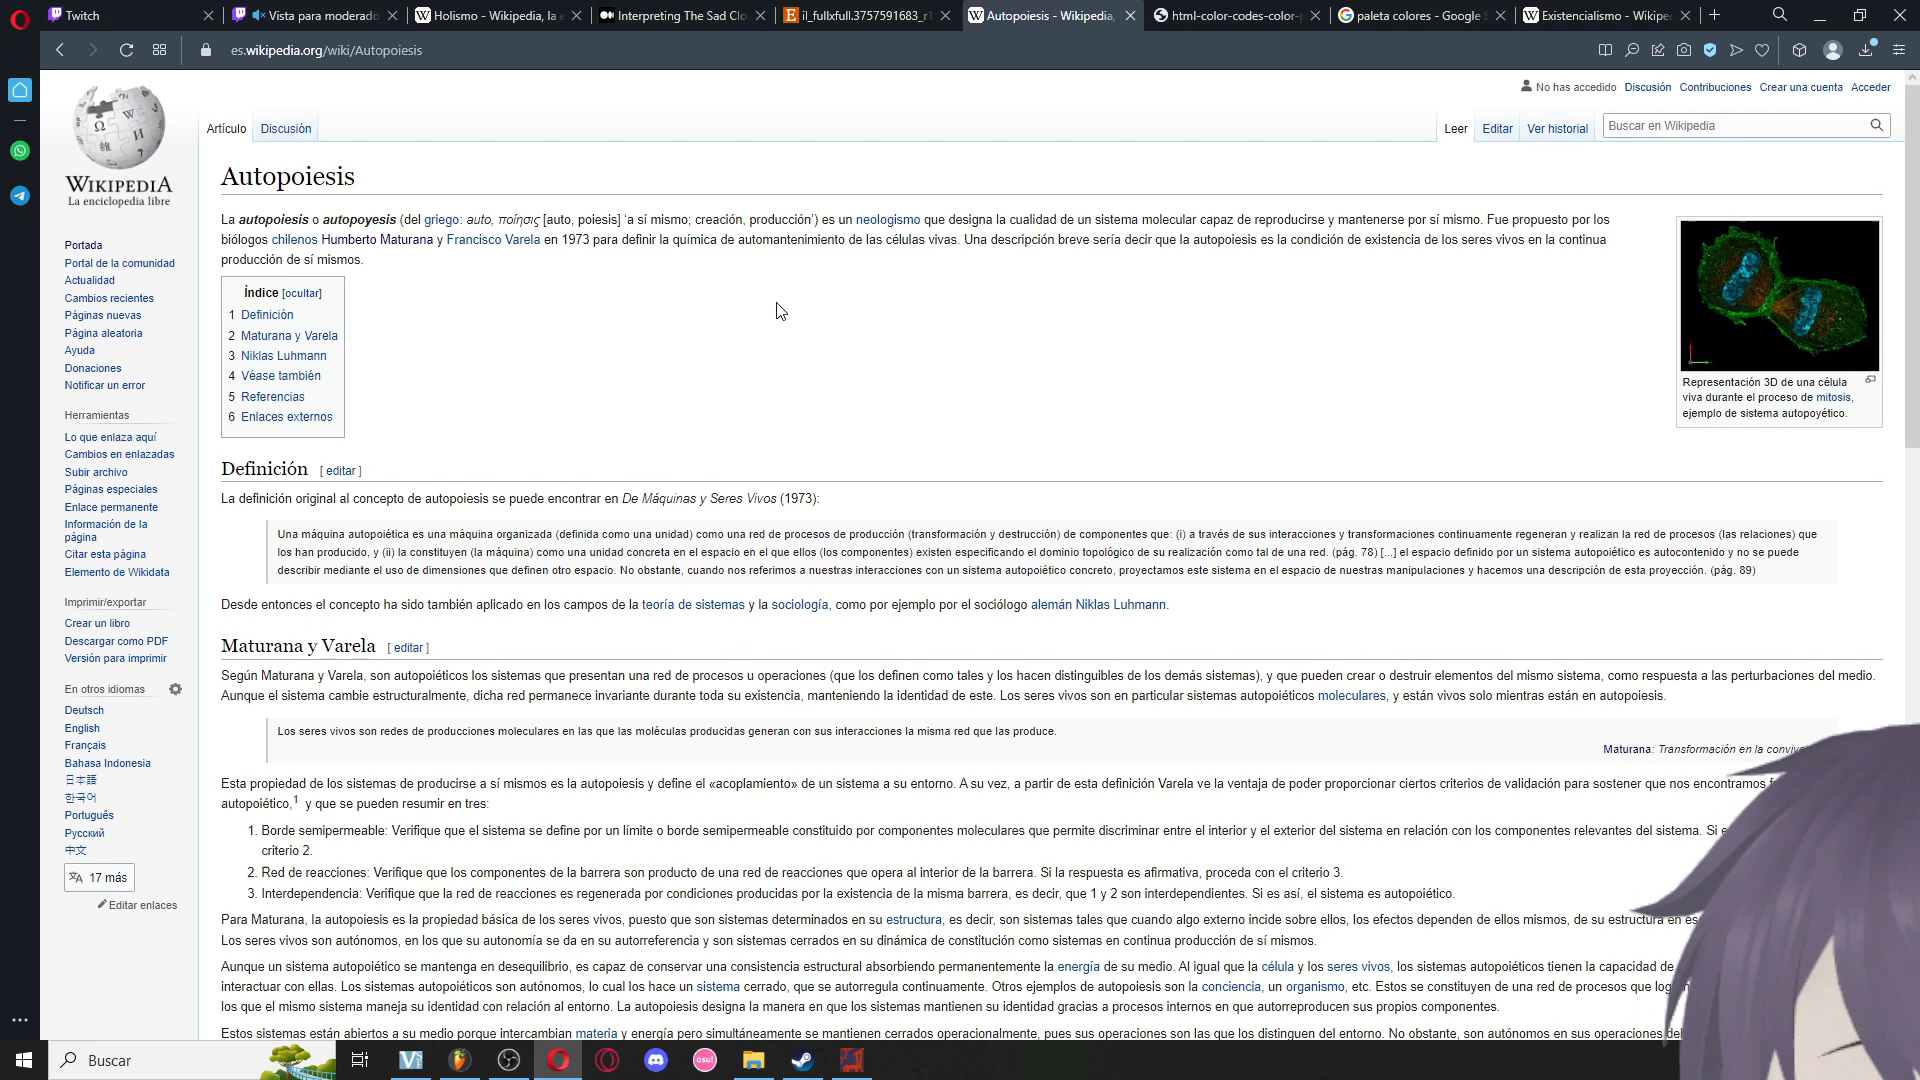 Twitch
Vista para moderado
Holismo - Wikipedia, la e
Interpreting The Sad Clo
il_fullxfull.3757591683_r1
Autopoiesis - Wikipedia,
html-color-codes-color-
paleta colores - Google S
Existencialismo - Wikipe
es.wikipedia.org/wiki/Autopoiesis
No has accedido Discusión Contribuciones Crear una cuenta Acceder
Artículo Discusión
Leer Editar Ver historial Buscar en Wikipedia
WIKIPEDIA
La enciclopedia libre
Portada
Portal de la comunidad
Actualidad
Cambios recientes
Páginas nuevas
Página aleatoria
Ayuda
Donaciones
Notificar un error
Herramientas
Lo que enlaza aquí
Cambios en enlazadas
Subir archivo
Páginas especiales
Enlace permanente
Información de la
página
Citar esta página
Elemento de Wikidata
Imprimir/exportar
Crear un libro
Descargar como PDF
Versión para imprimir
En otros idiomas
Deutsch
English
Français
Bahasa Indonesia
日本語
한국어
Português
Русский
中文
17 más
Editar enlaces
Autopoiesis
La autopoiesis o autopoyesis (del griego: auto, ποίησις [auto, poiesis] ‘a sí mismo; creación, producción’) es un neologismo que designa la cualidad de un sistema molecular capaz de reproducirse y mantenerse por sí mismo. Fue propuesto por los
biólogos chilenos Humberto Maturana y Francisco Varela en 1973 para definir la química de automantenimiento de las células vivas. Una descripción breve sería decir que la autopoiesis es la condición de existencia de los seres vivos en la continua
producción de sí mismos.
Representación 3D de una célula
viva durante el proceso de mitosis,
ejemplo de sistema autopoyético.
Índice [ocultar]
1 Definición
2 Maturana y Varela
3 Niklas Luhmann
4 Véase también
5 Referencias
6 Enlaces externos
Definición [ editar ]
La definición original al concepto de autopoiesis se puede encontrar en De Máquinas y Seres Vivos (1973):
Una máquina autopoiética es una máquina organizada (definida como una unidad) como una red de procesos de producción (transformación y destrucción) de componentes que: (i) a través de sus interacciones y transformaciones continuamente regeneran y realizan la red de procesos (las relaciones) que
los han producido, y (ii) la constituyen (la máquina) como una unidad concreta en el espacio en el que ellos (los componentes) existen especificando el dominio topológico de su realización como tal de una red. (pág. 78) [...] el espacio definido por un sistema autopoiético es autocontenido y no se puede
describir mediante el uso de dimensiones que definen otro espacio. No obstante, cuando nos referimos a nuestras interacciones con un sistema autopoiético concreto, proyectamos este sistema en el espacio de nuestras manipulaciones y hacemos una descripción de esta proyección. (pág. 89)
Desde entonces el concepto ha sido también aplicado en los campos de la teoría de sistemas y la sociología, como por ejemplo por el sociólogo alemán Niklas Luhmann.
Maturana y Varela [ editar ]
Según Maturana y Varela, son autopoiéticos los sistemas que presentan una red de procesos u operaciones (que los definen como tales y los hacen distinguibles de los demás sistemas), y que pueden crear o destruir elementos del mismo sistema, como respuesta a las perturbaciones del medio.
Aunque el sistema cambie estructuralmente, dicha red permanece invariante durante toda su existencia, manteniendo la identidad de este. Los seres vivos son en particular sistemas autopoiéticos moleculares, y están vivos solo mientras están en autopoiesis.
Los seres vivos son redes de producciones moleculares en las que las moléculas producidas generan con sus interacciones la misma red que las produce.
Maturana: Transformación en la conviv
Esta propiedad de los sistemas de producirse a sí mismos es la autopoiesis y define el «acoplamiento» de un sistema a su entorno. A su vez, a partir de esta definición Varela ve la ventaja de poder proporcionar ciertos criterios de validación para sostener que nos encontramos
autopoiético,1 y que se pueden resumir en tres:
1. Borde semipermeable: Verifique que el sistema se define por un límite o borde semipermeable constituido por componentes moleculares que permite discriminar entre el interior y el exterior del sistema en relación con los componentes relevantes del sistema. Si
criterio 2.
2. Red de reacciones: Verifique que los componentes de la barrera son producto de una red de reacciones que opera al interior de la barrera. Si la respuesta es afirmativa, proceda con el criterio 3.
3. Interdependencia: Verifique que la red de reacciones es regenerada por condiciones producidas por la existencia de la misma barrera, es decir, que 1 y 2 son interdependientes. Si es así, el sistema es autopoiético.
Para Maturana, la autopoiesis es la propiedad básica de los seres vivos, puesto que son sistemas determinados en su estructura, es decir, son sistemas tales que cuando algo externo incide sobre ellos, los efectos dependen de ellos mismos, de su estructura en es
Los seres vivos son autónomos, en los que su autonomía se da en su autorreferencia y son sistemas cerrados en su dinámica de constitución como sistemas en continua producción de sí mismos.
Aunque un sistema autopoiético se mantenga en desequilibrio, es capaz de conservar una consistencia estructural absorbiendo permanentemente la energía de su medio. Al igual que la célula y los seres vivos, los sistemas autopoiéticos tienen la capacidad de
interactuar con ellas. Los sistemas autopoiéticos son autónomos, lo cual los hace un sistema cerrado, que se autorregula continuamente. Otros ejemplos de autopoiesis son la conciencia, un organismo, etc. Estos se constituyen de una red de procesos que log
los que el mismo sistema maneja su identidad con relación al entorno. La autopoiesis designa la manera en que los sistemas mantienen su identidad gracias a procesos internos en que autorreproducen sus propios componentes.
Estos sistemas están abiertos a su medio porque intercambian materia y energía pero simultáneamente se mantienen cerrados operacionalmente, pues sus operaciones son las que los distinguen del entorno. No obstante, son autónomos en sus operaciones de
Buscar
osu!